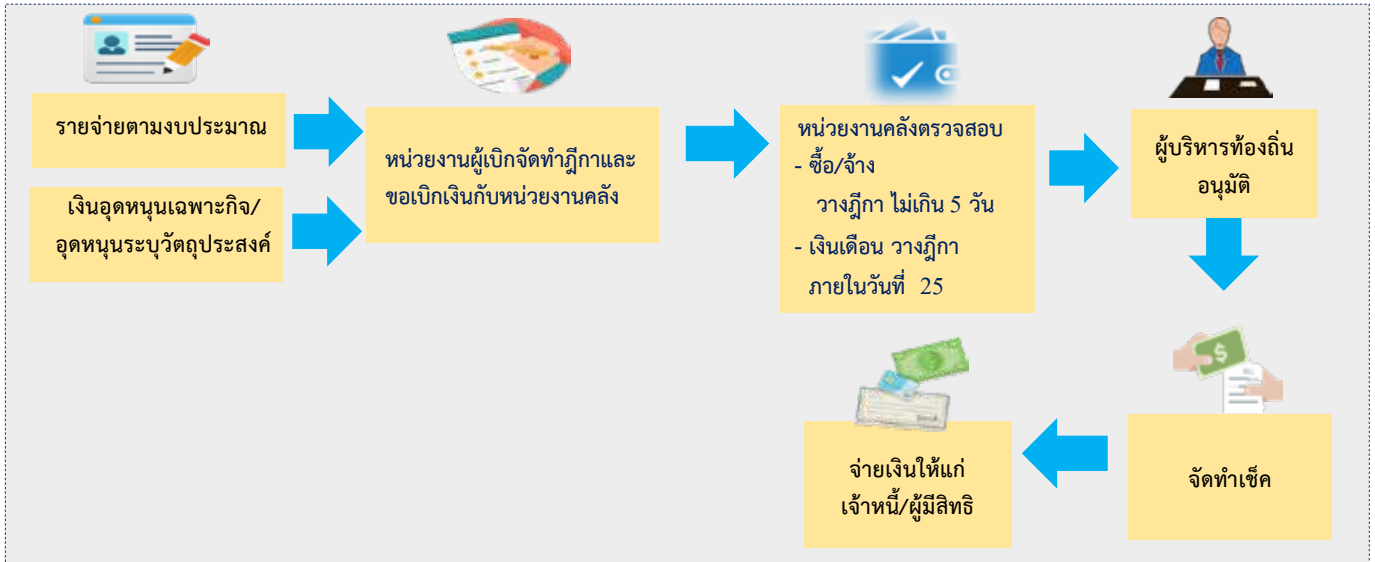 รายจ่ายตามงบประมาณ
เงินอุดหนุนเฉพาะกิจ/
อุดหนุนระบุวัตถุประสงค์
หน่วยงานผู้เบิกจัดทำฎีกาและ
ขอเบิกเงินกับหน่วยงานคลัง
หน่วยงานคลังตรวจสอบ
- ซื้อ/จ้าง
วางฎีกา ไม่เกิน 5 วัน
- เงินเดือน วางฎีกา
ภายในวันที่ 25
ผู้บริหารท้องถิ่น
อนุมัติ
จัดทำเช็ค
จ่ายเงินให้แก่
เจ้าหนี้/ผู้มีสิทธิ